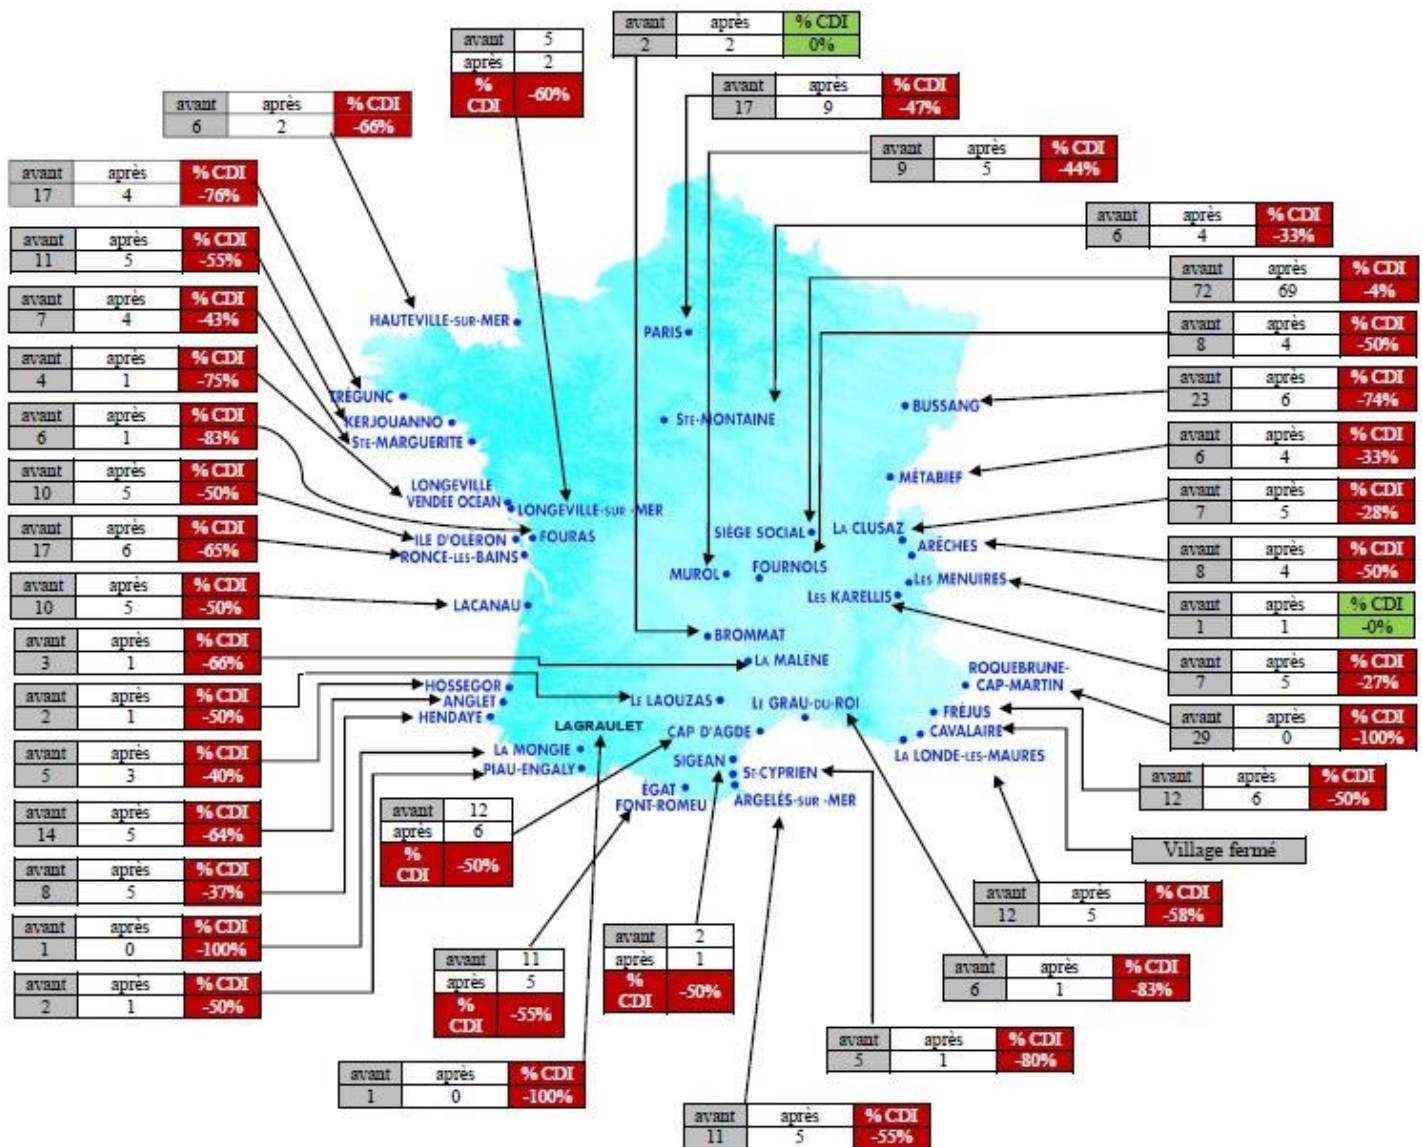 avant après % CDI
2 2 0%
avant 5
après 2
% CDI -60%
avant après % CDI
17 9 -47%
avant après % CDI
6 2 -66%
avant après % CDI
9 5 -44%
avant après % CDI
17 4 -76%
avant après % CDI
11 5 -55%
avant après % CDI
7 4 -43%
avant après % CDI
4 1 -75%
avant après % CDI
6 1 -83%
avant après % CDI
10 5 -50%
avant après % CDI
17 6 -65%
avant après % CDI
10 5 -50%
avant après % CDI
3 1 -66%
avant après % CDI
2 1 -50%
avant après % CDI
5 3 -40%
avant après % CDI
14 5 -64%
avant après % CDI
8 5 -37%
avant après % CDI
1 0 -100%
avant après % CDI
2 1 -50%
HAUTEVILLE-SUR-MER
PARIS
TRÉGUNC
KERJOUANNO
STE-MARGUERITE
STE-MONTAINE
BUSSANG
MÉTABIEF
LONGEVILLE
VENDÉE OCÉAN
LONGEVILLE-SUR-MER
ILE D'OLÉRON
FOURAS
RONCE-LES-BAINS
SIÈGE SOCIAL
LA CLUSAZ
ARÊCHES
MUROL
FOURNOLS
LES MENUIRES
LES KARELLIS
LACANAU
BROMMAT
LA MALÈNE
ROQUEBRUNE-
CAP-MARTIN
HOSSEGOR
ANGLET
HENDAYE
LE LAOUZAS
LE GRAU-DU-ROI
FRÉJUS
LAGRAULET
CAP D'AGDE
CAVALAIRE
LA MONGIE
PIAU-ENGALY
SIGEAN
ST-CYPRIEN
LA LONDE-LES-MAURES
ÉGAT
FONT-ROMEU
ARGELÈS-SUR-MER
avant après % CDI
6 4 -33%
avant après % CDI
72 69 -4%
avant après % CDI
8 4 -50%
avant après % CDI
23 6 -74%
avant après % CDI
6 4 -33%
avant après % CDI
7 5 -28%
avant après % CDI
8 4 -50%
avant après % CDI
1 1 -0%
avant après % CDI
7 5 -27%
avant après % CDI
29 0 -100%
avant après % CDI
12 6 -50%
Village fermé
avant après % CDI
12 5 -58%
avant 12
après 6
% CDI -50%
avant 11
après 5
% CDI -55%
avant 2
après 1
% CDI -50%
avant après % CDI
6 1 -83%
avant après % CDI
5 1 -80%
avant après % CDI
1 0 -100%
avant après % CDI
11 5 -55%